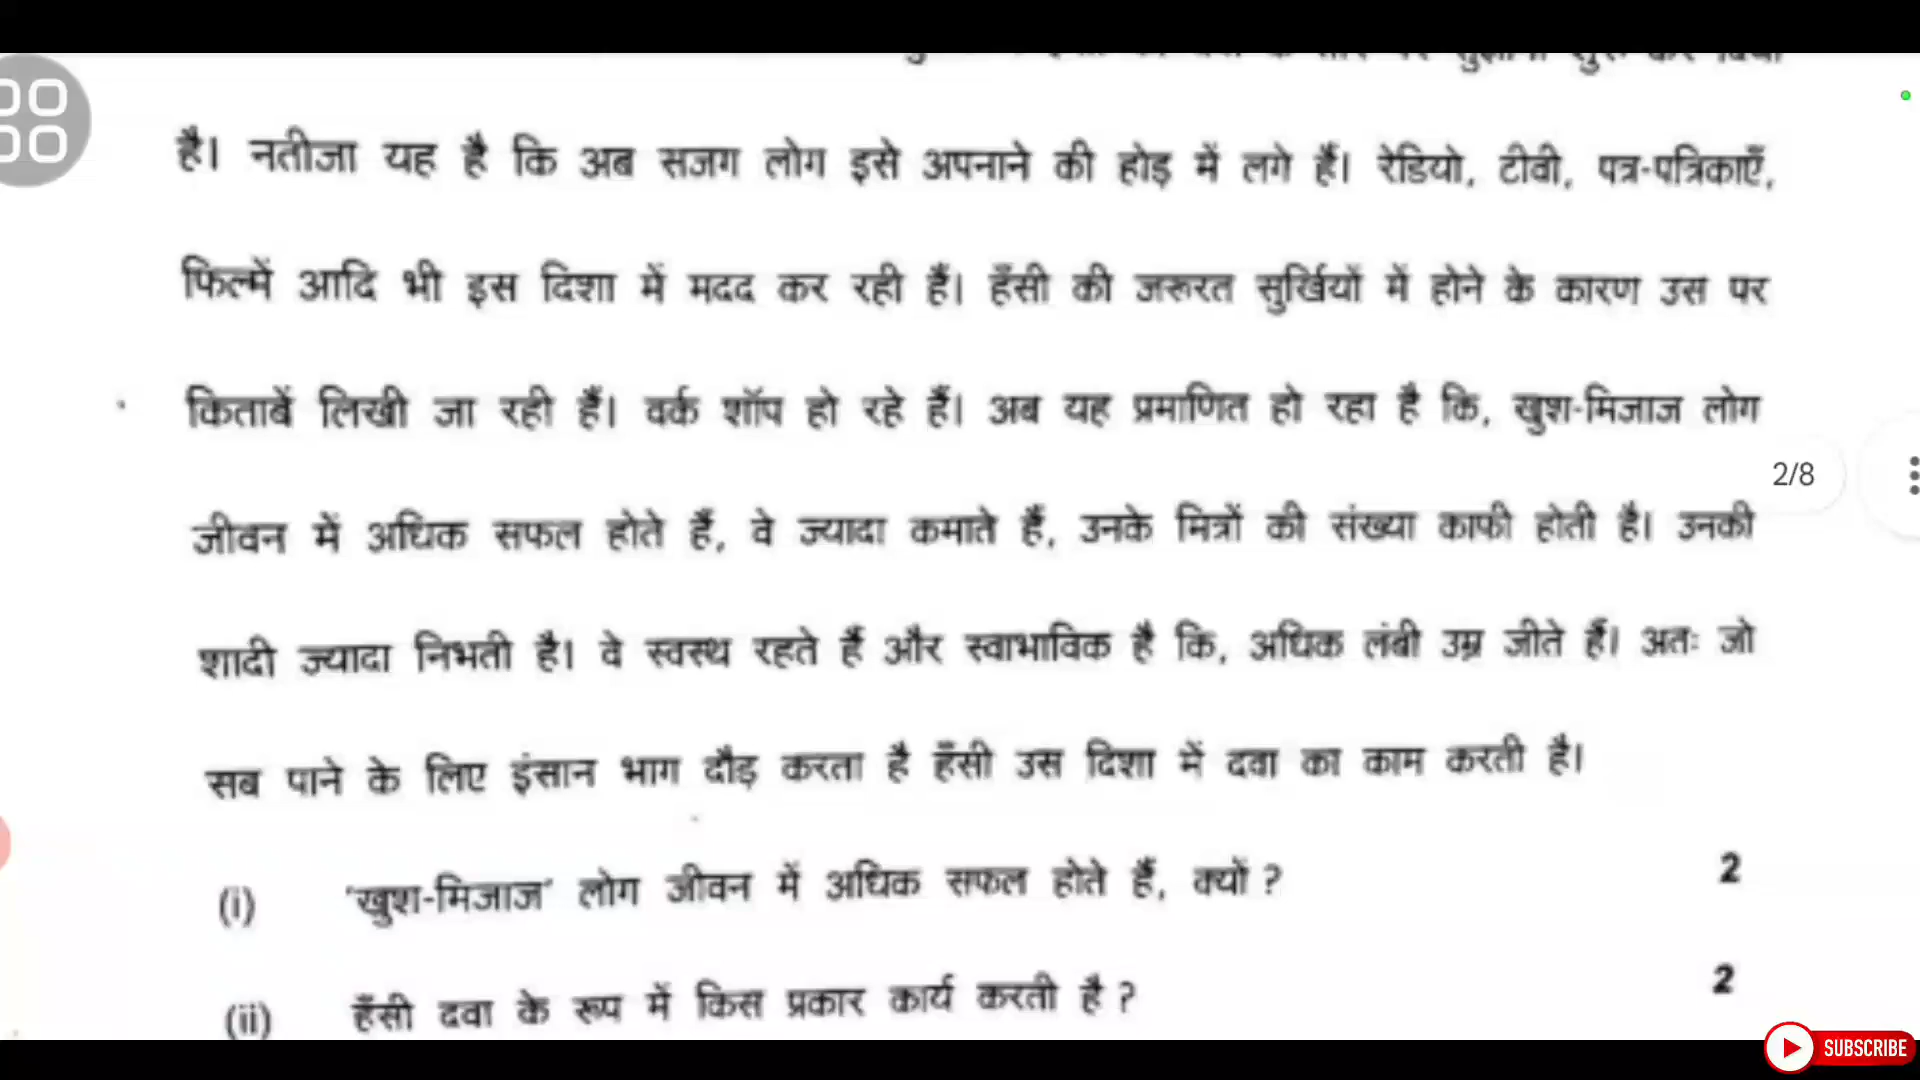 है। नतीजा यह है कि अब सजग लोग इसे अपनाने की होड़ में लगे हैं। रेडियो, टीवी, पत्र-पत्रिकाएँ,
फिल्में आदि भी इस दिशा में मदद कर रही हैं। हँसी की जरूरत सुर्खियों में होने के कारण उस पर
किताबें लिखी जा रही हैं। वर्क शॉप हो रहे हैं। अब यह प्रमाणित हो रहा है कि, खुश-मिजाज लोग
2/8
जीवन में अधिक सफल होते हैं, वे ज्यादा कमाते हैं, उनके मित्रों की संख्या काफी होती है। उनकी
शादी ज्यादा निभती है। वे स्वस्थ रहते हैं और स्वाभाविक है कि, अधिक लंबी उम्र जीते हैं। अतः जो
सब पाने के लिए इंसान भाग दौड़ करता है हँसी उस दिशा में दवा का काम करती है।
(i) 'खुश-मिजाज' लोग जीवन में अधिक सफल होते हैं, क्यों ? 2
(ii) हँसी दवा के रूप में किस प्रकार कार्य करती है ? 2
SUBSCRIBE